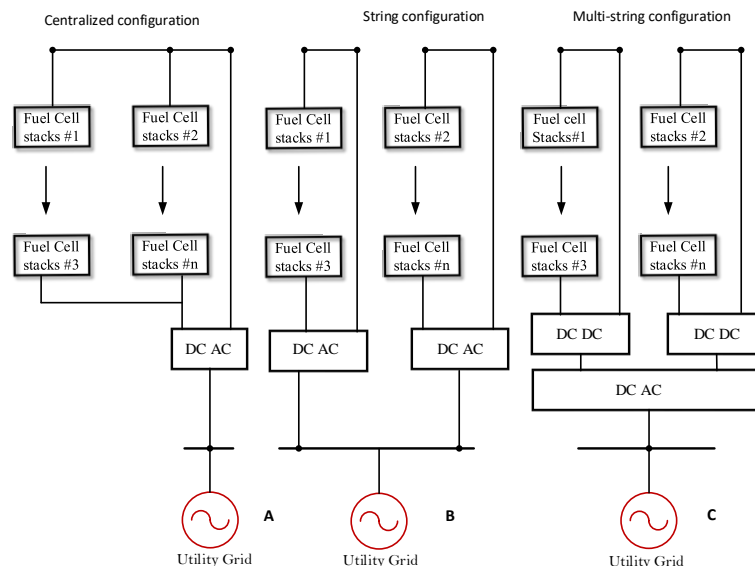 Centralized configuration
String configuration
Multi-string configuration
Fuel Cell
stacks #1
Fuel Cell
stacks #2
Fuel Cell
stacks #1
Fuel Cell
stacks #2
Fuel cell
Stacks#1
Fuel Cell
stacks #2
Fuel Cell
stacks #3
Fuel Cell
stacks #n
Fuel Cell
stacks #3
Fuel Cell
stacks #n
Fuel Cell
stacks #3
Fuel Cell
stacks #n
DC AC
DC AC
DC AC
DC DC
DC DC
DC AC
A
B
C
Utility Grid
Utility Grid
Utility Grid